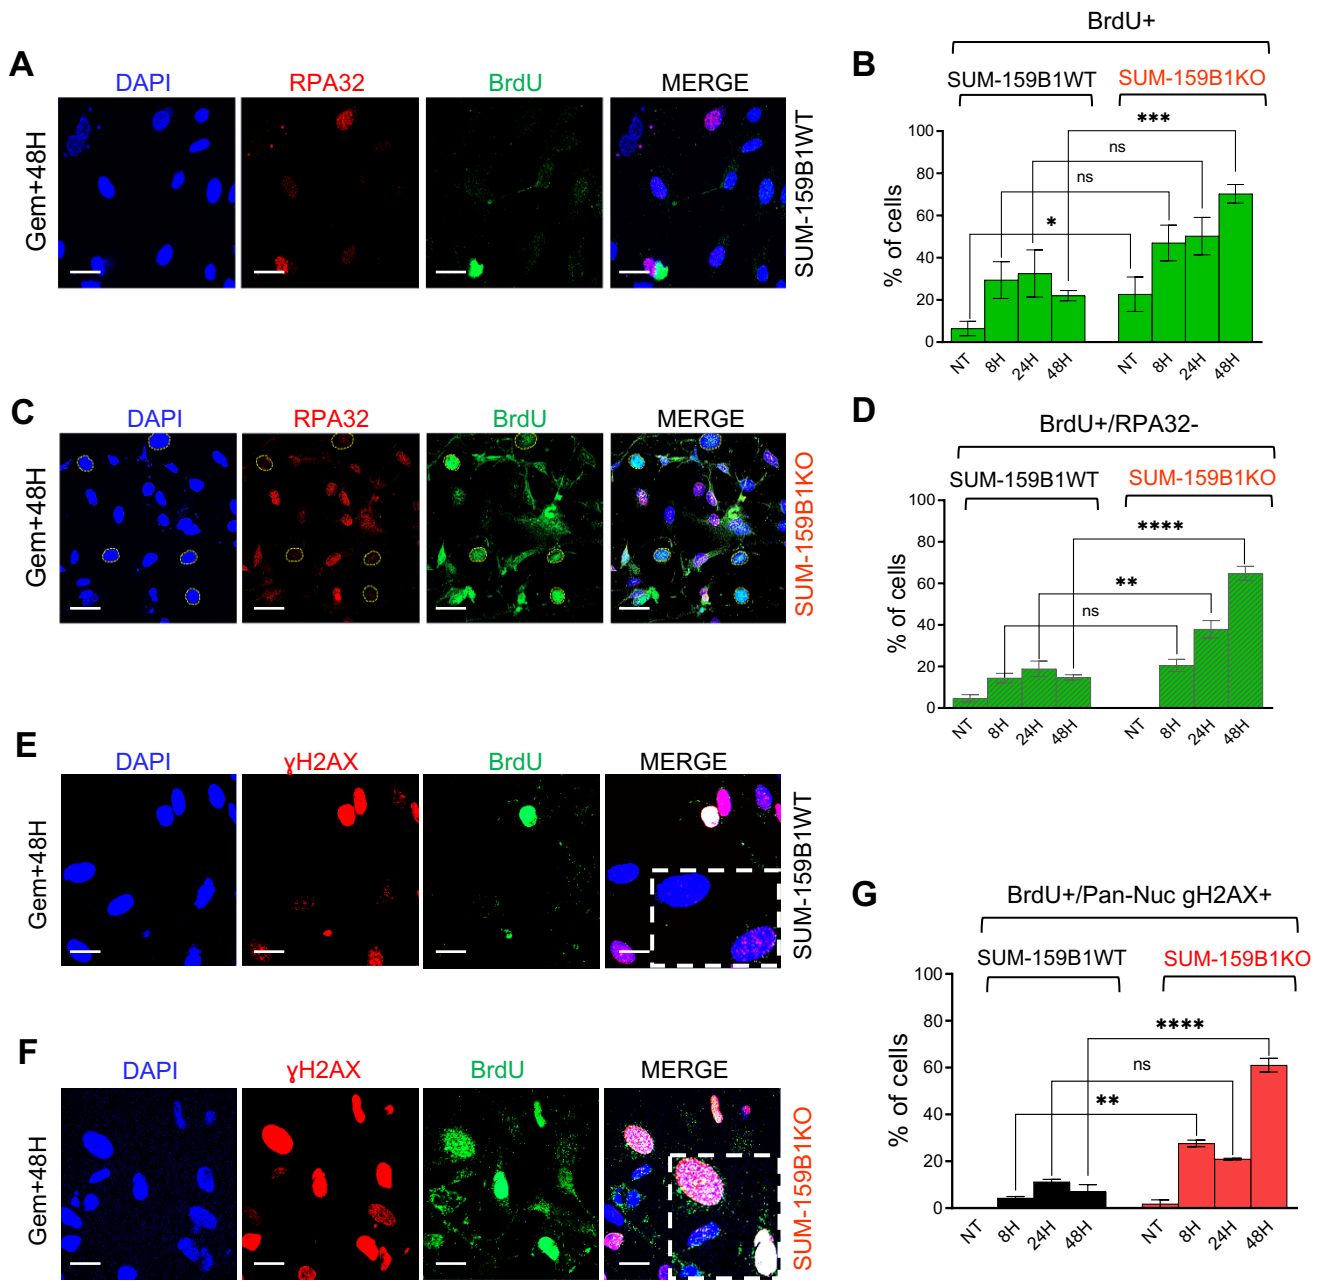 A
DAPI
RPA32
BrdU
MERGE
Gem+48H
SUM-159B1WT
B
BrdU+
SUM-159B1WT
SUM-159B1KO
% of cells
100
80
60
40
20
0
***
ns
ns
*
NT
8H
24H
48H
NT
8H
24H
48H
C
DAPI
RPA32
BrdU
MERGE
Gem+48H
SUM-159B1KO
D
BrdU+/RPA32-
SUM-159B1WT
SUM-159B1KO
% of cells
100
80
60
40
20
0
****
**
ns
NT
8H
24H
48H
NT
8H
24H
48H
E
DAPI
ɣH2AX
BrdU
MERGE
Gem+48H
SUM-159B1WT
F
DAPI
ɣH2AX
BrdU
MERGE
Gem+48H
SUM-159B1KO
G
BrdU+/Pan-Nuc gH2AX+
SUM-159B1WT
SUM-159B1KO
% of cells
100
80
60
40
20
0
****
ns
**
NT
8H
24H
48H
NT
8H
24H
48H